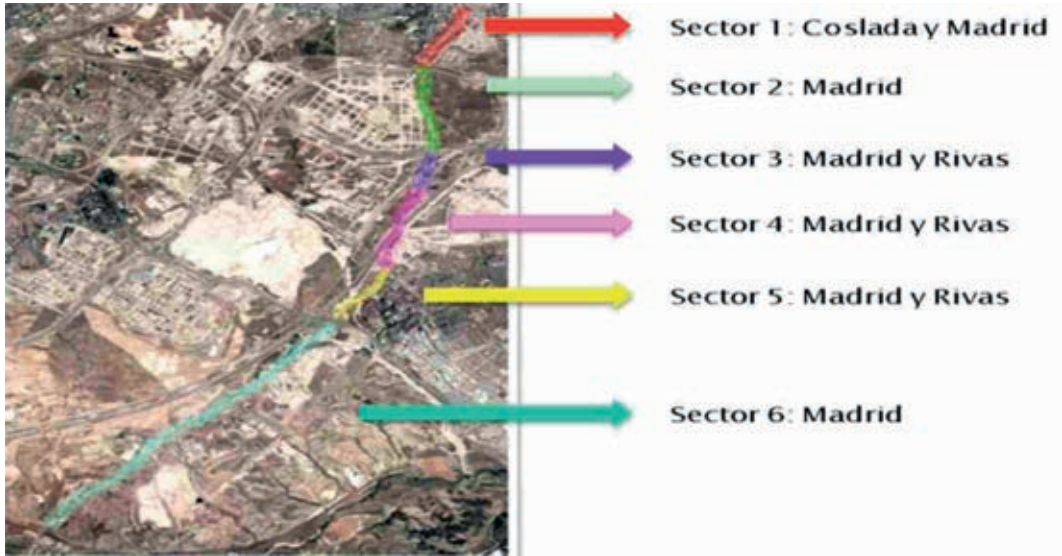 Sector 1: Coslada y Madrid
Sector 2: Madrid
Sector 3: Madrid y Rivas
Sector 4: Madrid y Rivas
Sector 5: Madrid y Rivas
Sector 6: Madrid